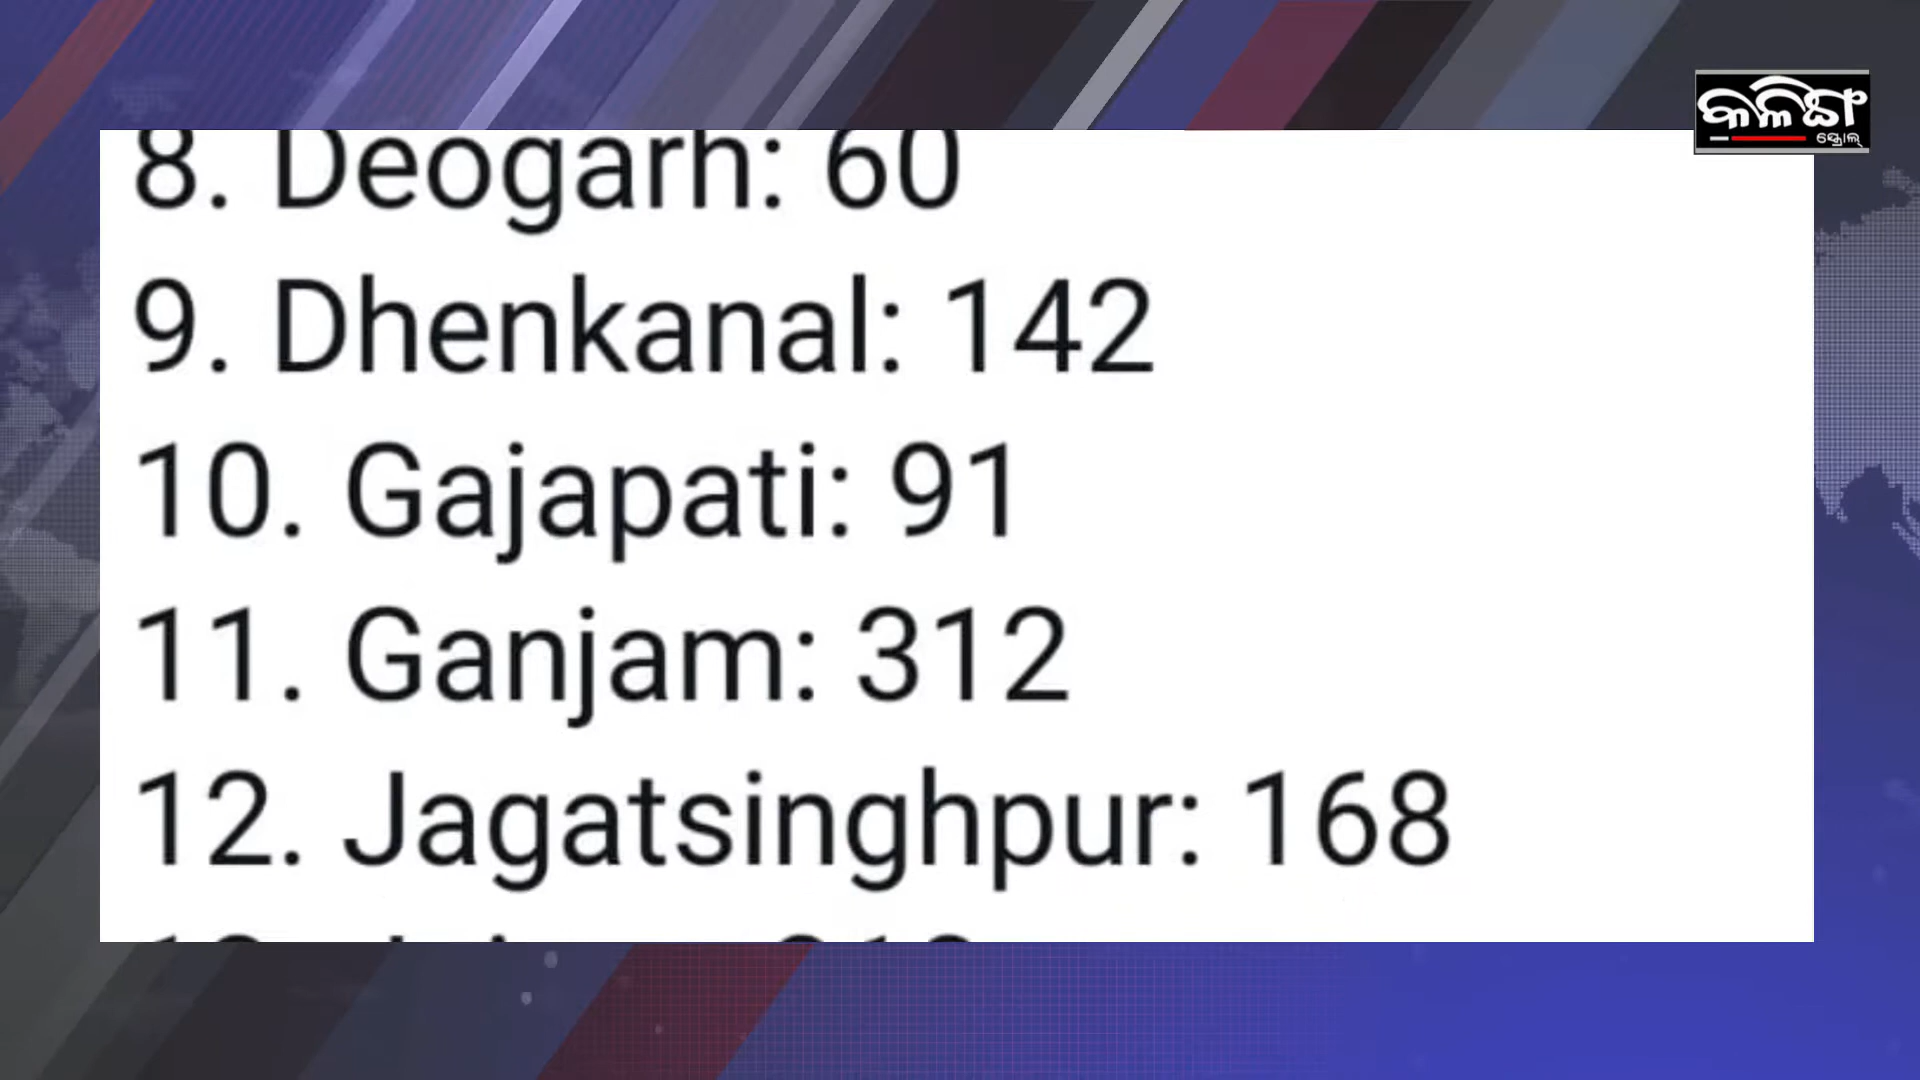 କଳିଙ୍ଗ
ସ୍କ୍ରୋଲ୍
8. Deogarh: 60
9. Dhenkanal: 142
10. Gajapati: 91
11. Ganjam: 312
12. Jagatsinghpur: 168